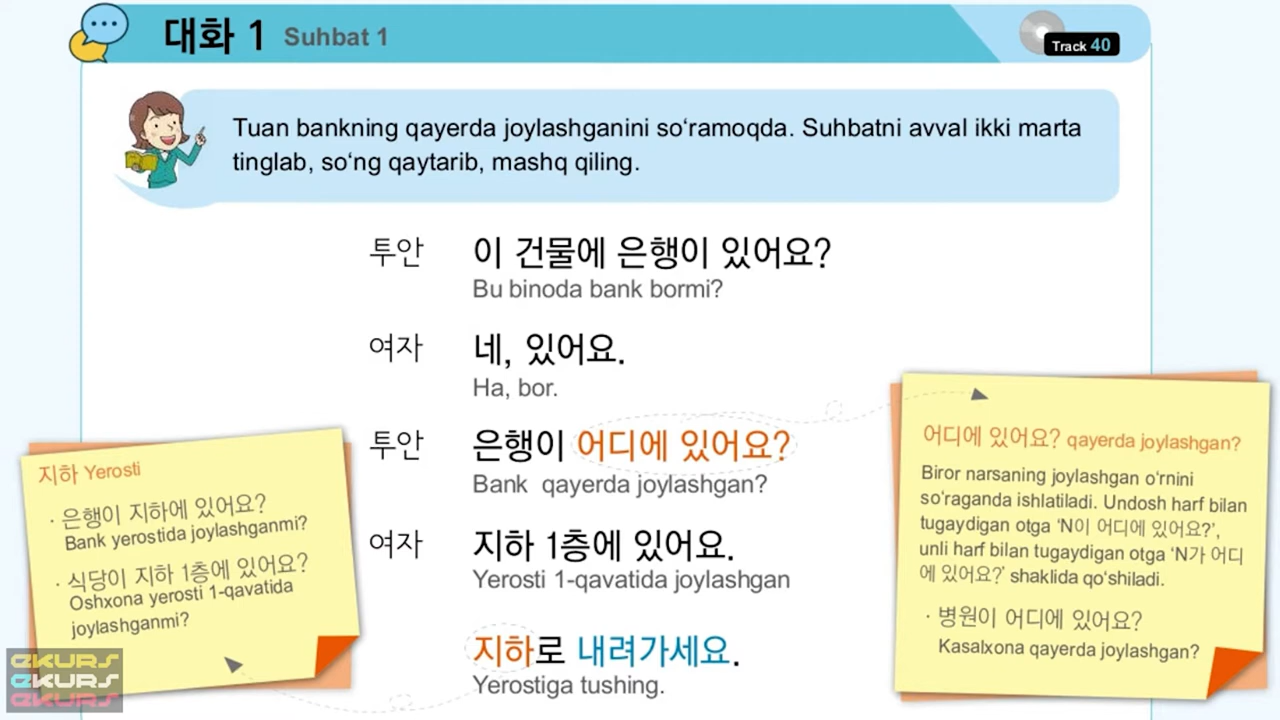 대화 1 Suhbat 1
Track 40
Tuan bankning qayerda joylashganini so‘ramoqda. Suhbatni avval ikki marta
tinglab, so‘ng qaytarib, mashq qiling.
투안 이 건물에 은행이 있어요?
Bu binoda bank bormi?
여자 네, 있어요.
Ha, bor.
투안 은행이 어디에 있어요?
Bank qayerda joylashgan?
여자 지하 1층에 있어요.
Yerosti 1-qavatida joylashgan
지하로 내려가세요.
Yerostiga tushing.
지하 Yerosti
· 은행이 지하에 있어요?
Bank yerostida joylashganmi?
· 식당이 지하 1층에 있어요?
Oshxona yerosti 1-qavatida
joylashganmi?
어디에 있어요? qayerda joylashgan?
Biror narsaning joylashgan o‘rnini
so‘raganda ishlatiladi. Undosh harf bilan
tugaydigan otga ‘N이 어디에 있어요?’,
unli harf bilan tugaydigan otga ‘N가 어디
에 있어요?’ shaklida qo‘shiladi.
· 병원이 어디에 있어요?
Kasalxona qayerda joylashgan?
eKURS
eKURS
eKURS